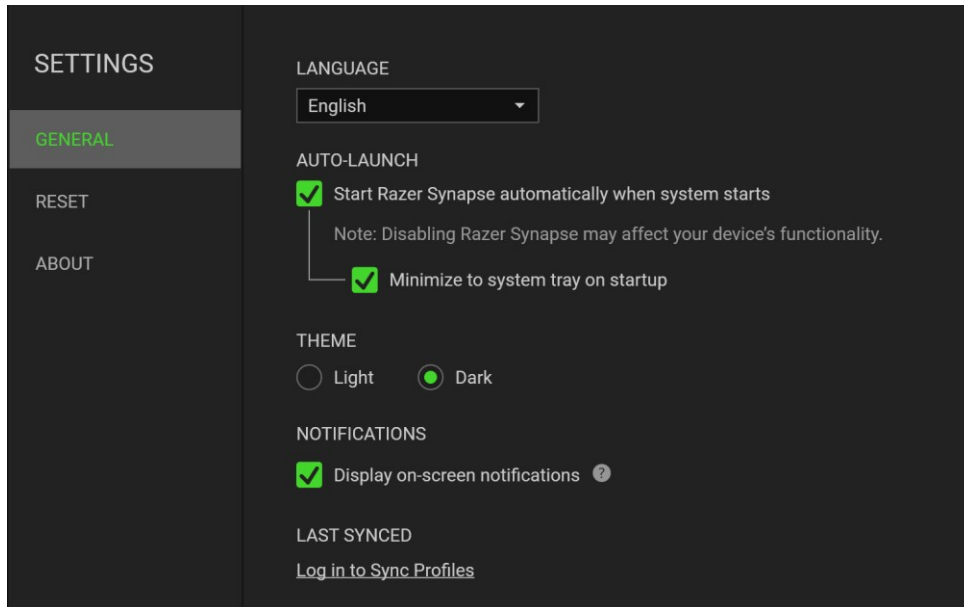 SETTINGS
GENERAL
RESET
ABOUT
LANGUAGE
English
AUTO-LAUNCH
Start Razer Synapse automatically when system starts
Note: Disabling Razer Synapse may affect your device’s functionality.
Minimize to system tray on startup
THEME
Light Dark
NOTIFICATIONS
Display on-screen notifications ?
LAST SYNCED
Log in to Sync Profiles